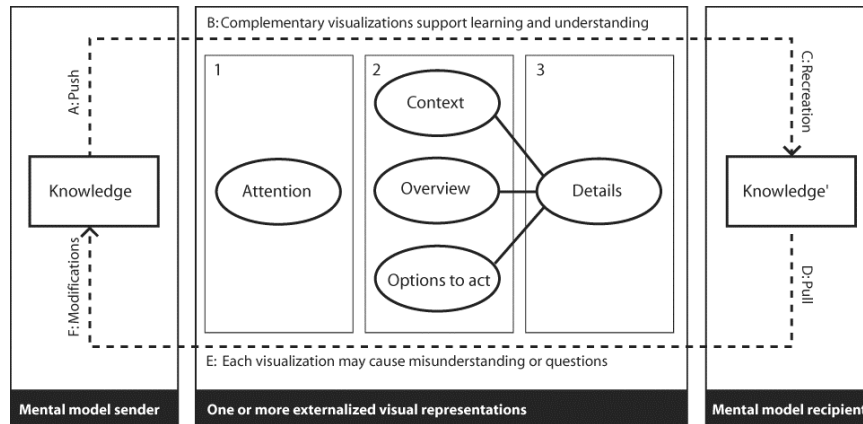 B: Complementary visualizations support learning and understanding
A: Push
C: Recreation
1
2
3
Context
Knowledge
Attention
Overview
Details
Knowledge'
Options to act
F: Modifications
D: Pull
E: Each visualization may cause misunderstanding or questions
Mental model sender
One or more externalized visual representations
Mental model recipient